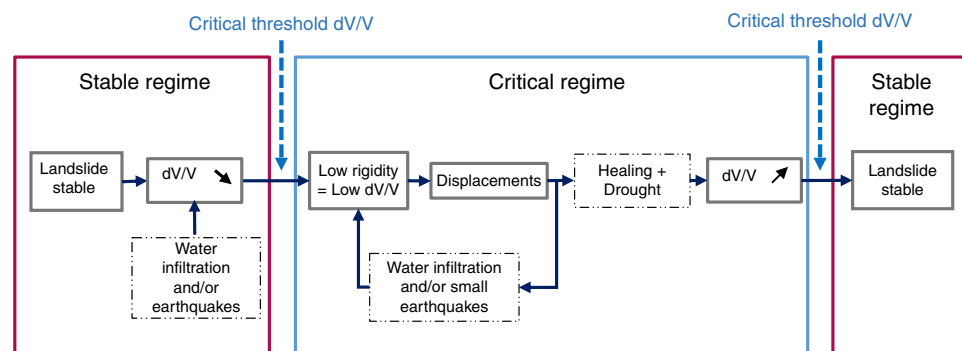 Critical threshold dV/V
Critical threshold dV/V
Stable regime
Critical regime
Stable
regime
Landslide
stable
dV/V
Water
infiltration
and/or
earthquakes
Low rigidity
= Low dV/V
Displacements
Healing +
Drought
dV/V
Landslide
stable
Water infiltration
and/or small
earthquakes